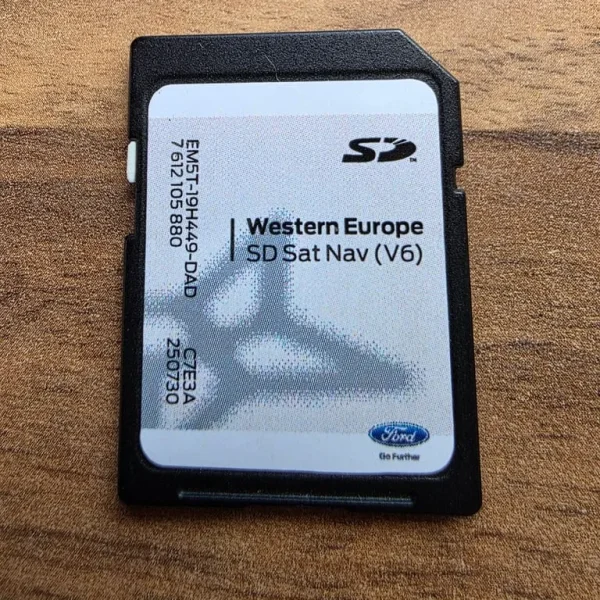 SD
TM
Western Europe
SD Sat Nav (V6)
EM5T-19H449-DAD
7 612 105 880
C7E3A
250730
Ford
Go Further